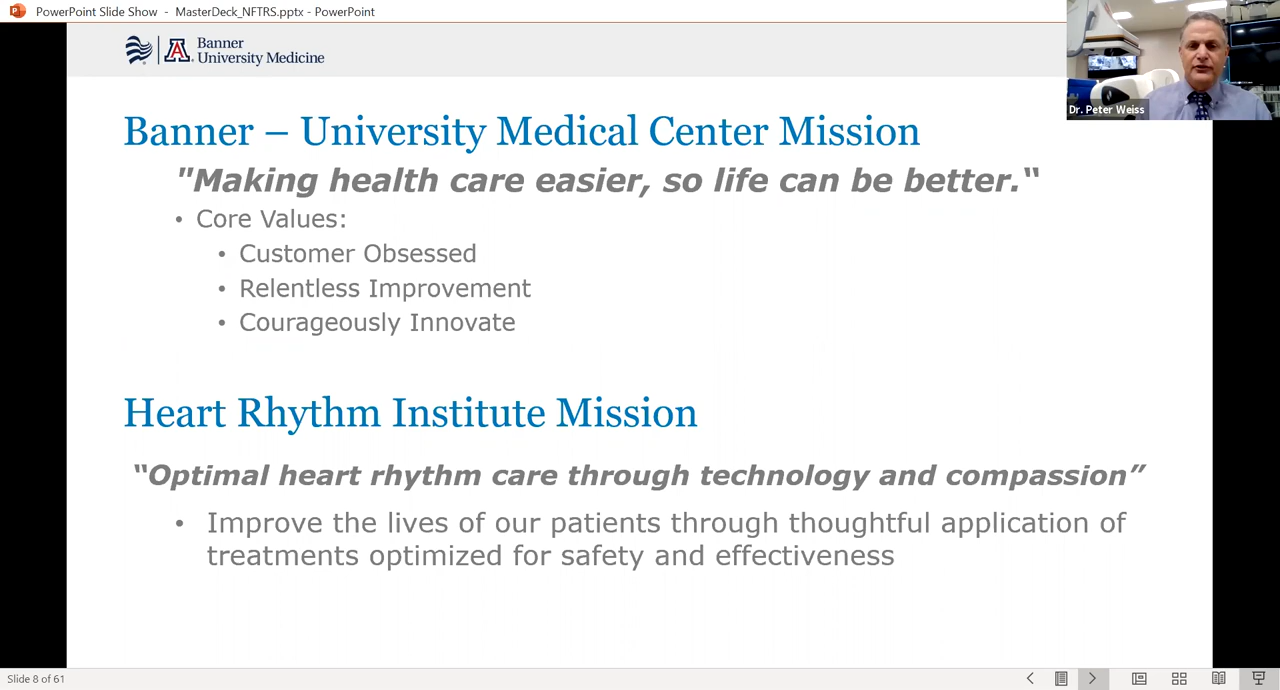 PowerPoint Slide Show - MasterDeck_NFTRS.pptx - PowerPoint
Banner
University Medicine
Dr. Peter Weiss
Banner – University Medical Center Mission
"Making health care easier, so life can be better.“
• Core Values:
• Customer Obsessed
• Relentless Improvement
• Courageously Innovate
Heart Rhythm Institute Mission
“Optimal heart rhythm care through technology and compassion”
• Improve the lives of our patients through thoughtful application of
treatments optimized for safety and effectiveness
Slide 8 of 61